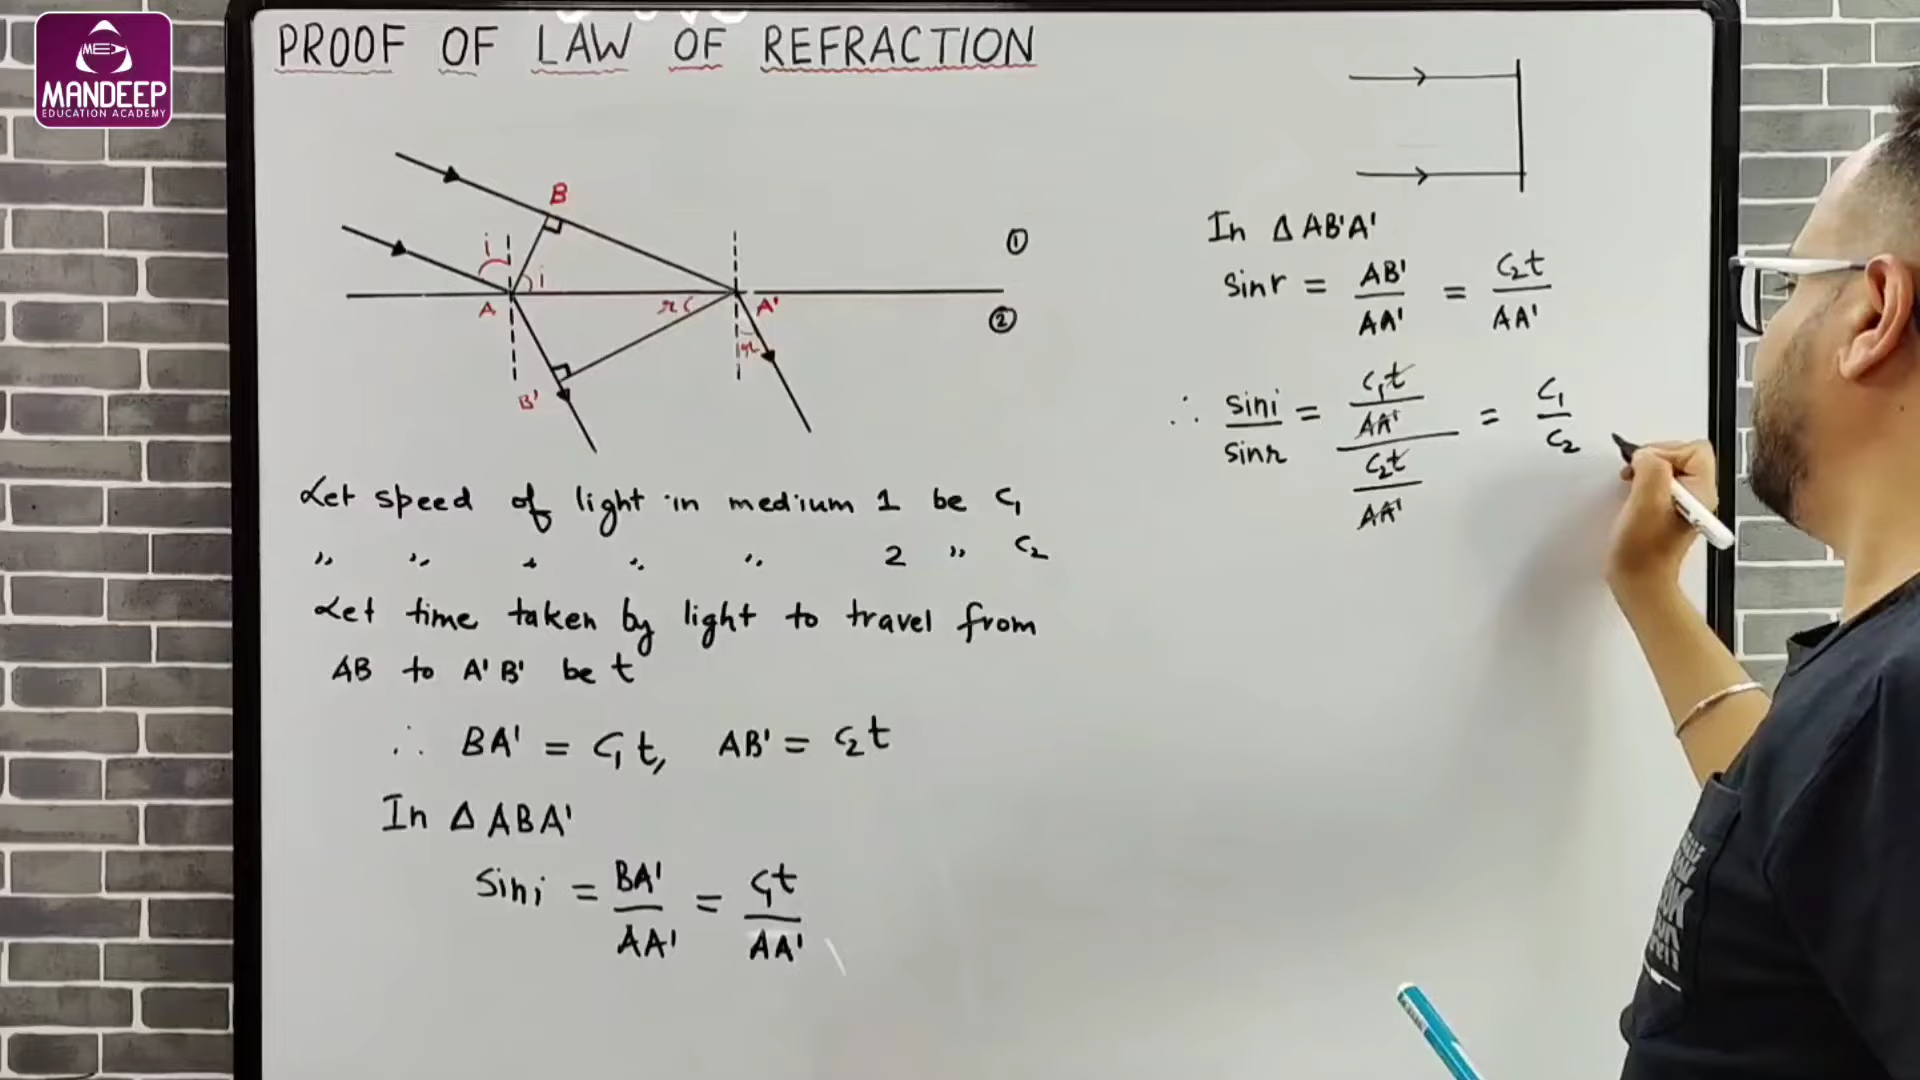 MEA
MANDEEP
EDUCATION ACADEMY
PROOF OF LAW OF REFRACTION
B
i
i
①
A
r
A'
②
r
B'
Let speed of light in medium 1 be C₁
,, ,, ,, ,, ,, 2 ,, C₂
Let time taken by light to travel from
AB to A'B' be t
∴ BA' = C₁t, AB' = C₂t
In Δ ABA'
Sin i = BA'/AA' = C₁t/AA'
In Δ AB'A'
Sin r = AB'/AA' = C₂t/AA'
∴ sin i/sin r = (C₁t/AA')/(C₂t/AA') = C₁/C₂